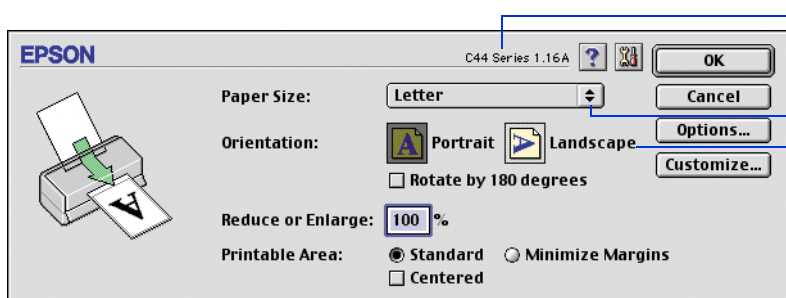 EPSON
C44 Series 1.16A ? OK
Paper Size: Letter Cancel
Orientation: A Portrait A Landscape Options...
Rotate by 180 degrees Customize...
A
Reduce or Enlarge: 100 %
Printable Area: Standard Minimize Margins
Centered